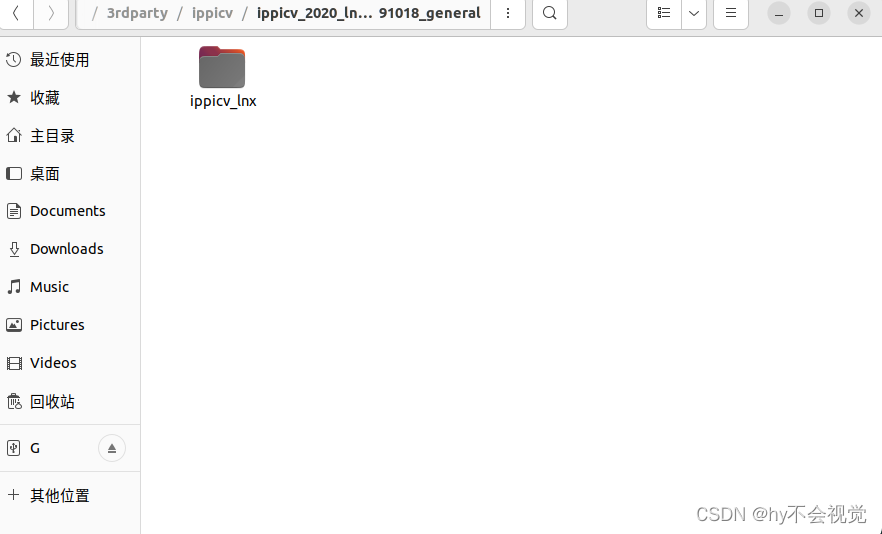 / 3rdparty / ippicv / ippicv_2020_ln... 91018_general
ippicv_lnx
最近使用
收藏
主目录
桌面
Documents
Downloads
Music
Pictures
Videos
回收站
G
其他位置
CSDN @hy不会视觉